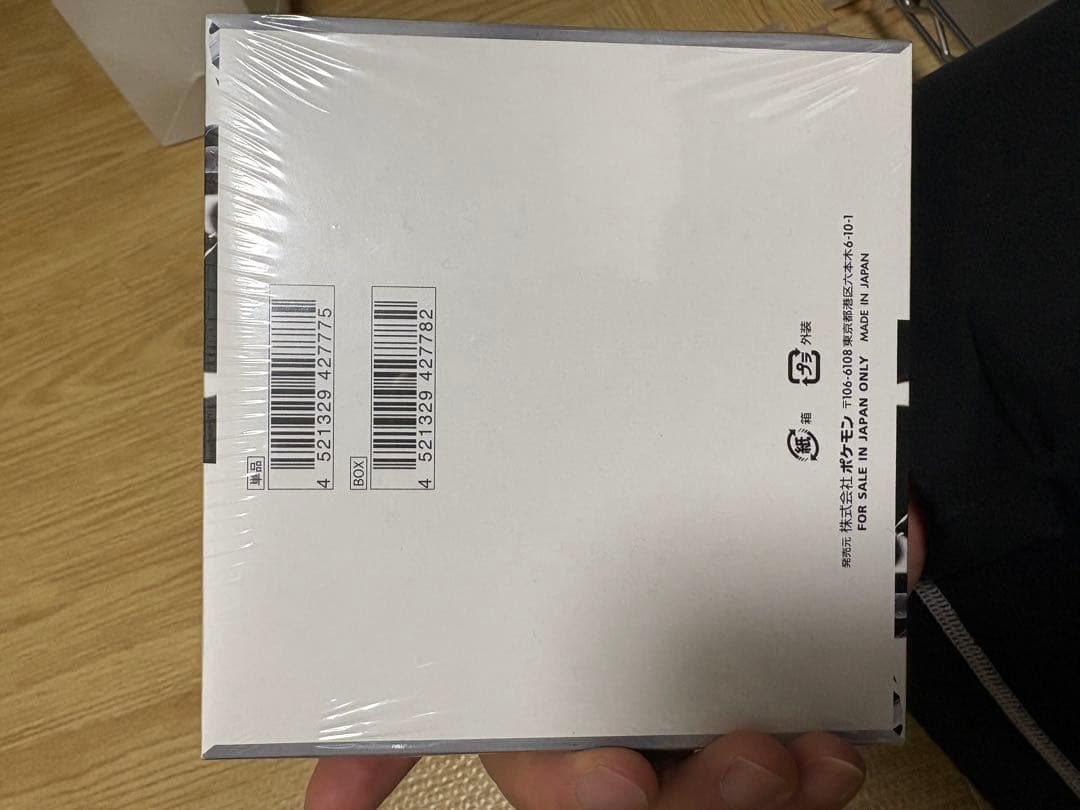 単品
4 521329 427775
BOX
4 521329 427782
紙 箱
プラ 外装
発売元 株式会社ポケモン 〒106-6108 東京都港区六本木6-10-1
FOR SALE IN JAPAN ONLY MADE IN JAPAN